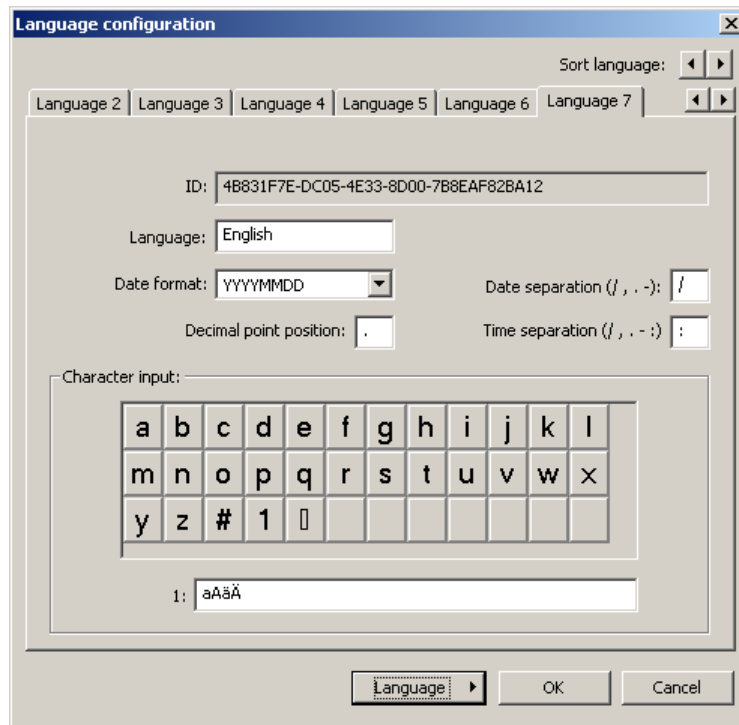 Language configuration
Sort language:
Language 2 Language 3 Language 4 Language 5 Language 6 Language 7
ID: 4B831F7E-DC05-4E33-8D00-7B8EAF82BA12
Language: English
Date format: YYYYMMDD Date separation (/ , . -): /
Decimal point position: . Time separation (/ , . - :) :
Character input:
a b c d e f g h i j k l
m n o p q r s t u v w x
y z # 1 ▯
1: aAäÄ
Language OK Cancel